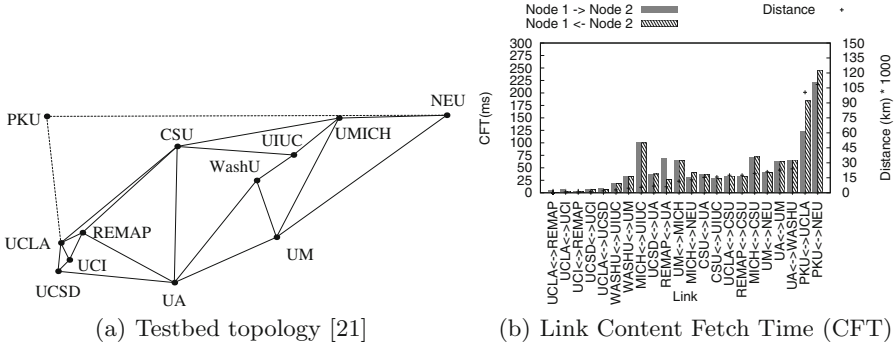 PKU
NEU
CSU
UIUC
UMICH
WashU
UCLA
REMAP
UM
UCI
UCSD
UA
(a) Testbed topology [21]
Node 1 -> Node 2
Node 1 <- Node 2
Distance
CFT(ms)
300
275
250
225
200
175
150
125
100
75
50
25
0
150
135
120
105
90
75
60
45
30
15
0
Distance (km) * 1000
UCLA<->REMAP
UCLA<->UCI
UCI<->REMAP
UCSD<->UCI
UCLA<->UCSD
WASHU<->UIUC
WASHU<->UM
MICH<->UIUC
UCSD<->UA
REMAP<->UA
UM<->MICH
MICH<->NEU
CSU<->UA
CSU<->UIUC
UCLA<->CSU
REMAP<->CSU
MICH<->CSU
UM<->NEU
UA<->UM
UA<->WASHU
PKU<->UCLA
PKU<->NEU
Link
(b) Link Content Fetch Time (CFT)